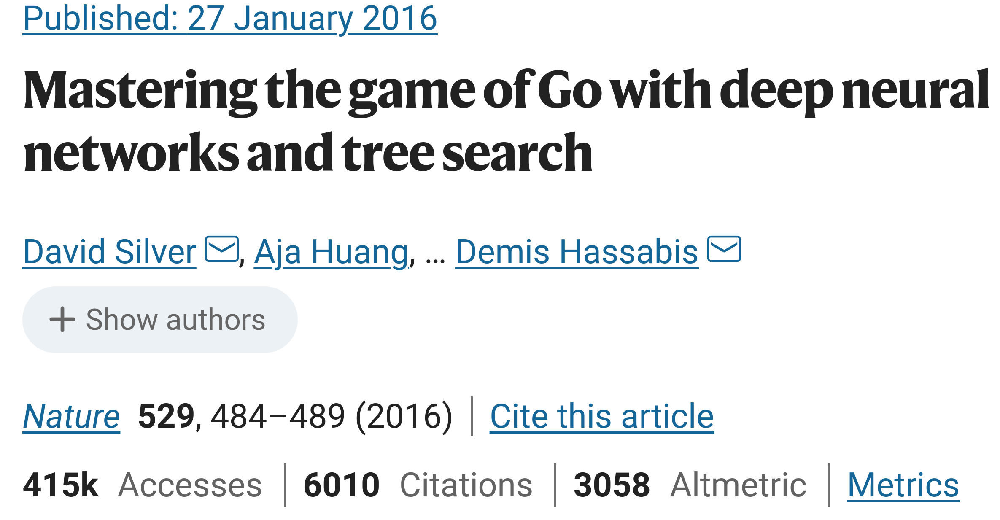 Published: 27 January 2016
Mastering the game of Go with deep neural
networks and tree search
David Silver, Aja Huang, … Demis Hassabis
+ Show authors
Nature 529, 484–489 (2016) | Cite this article
415k Accesses | 6010 Citations | 3058 Altmetric | Metrics